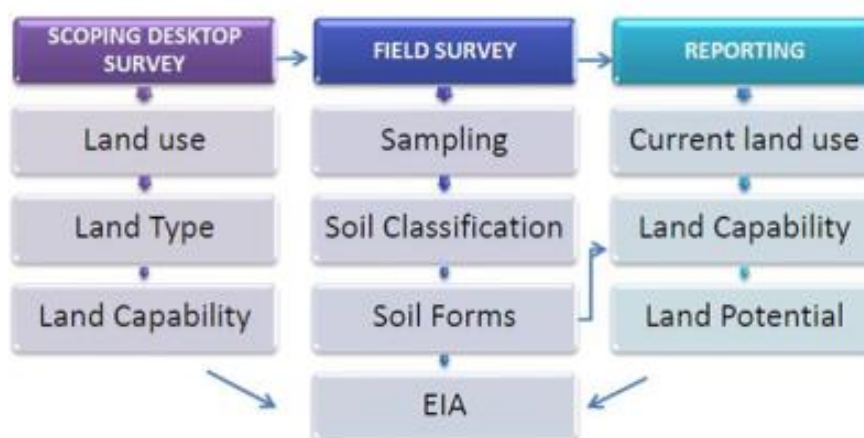 SCOPING DESKTOP
SURVEY
Land use
Land Type
Land Capability
FIELD SURVEY
Sampling
Soil Classification
Soil Forms
EIA
REPORTING
Current land use
Land Capability
Land Potential